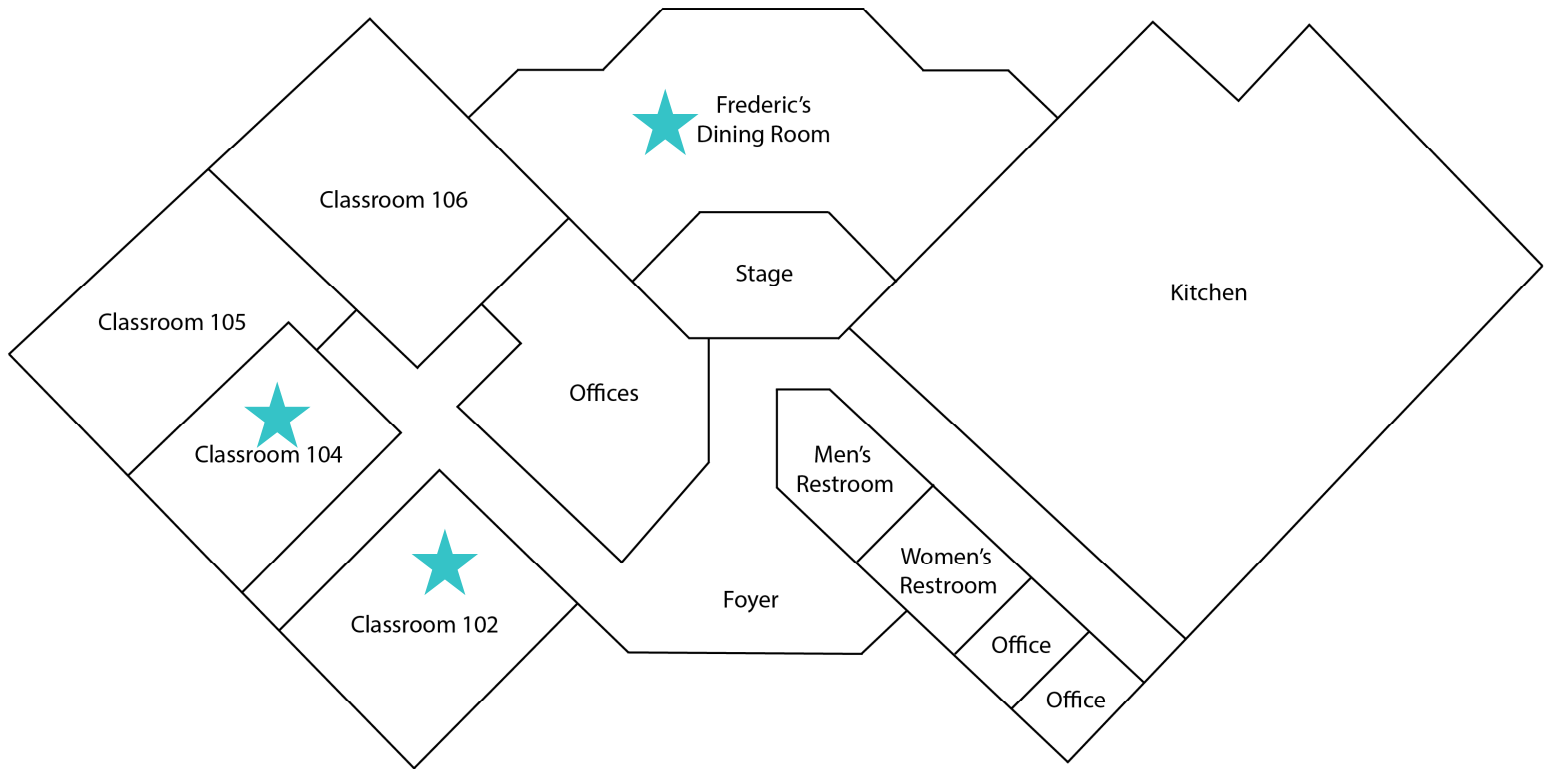 Frederic’s
Dining Room
Classroom 106
Stage
Kitchen
Classroom 105
Offices
Classroom 104
Men’s
Restroom
Women’s
Restroom
Foyer
Classroom 102
Office
Office